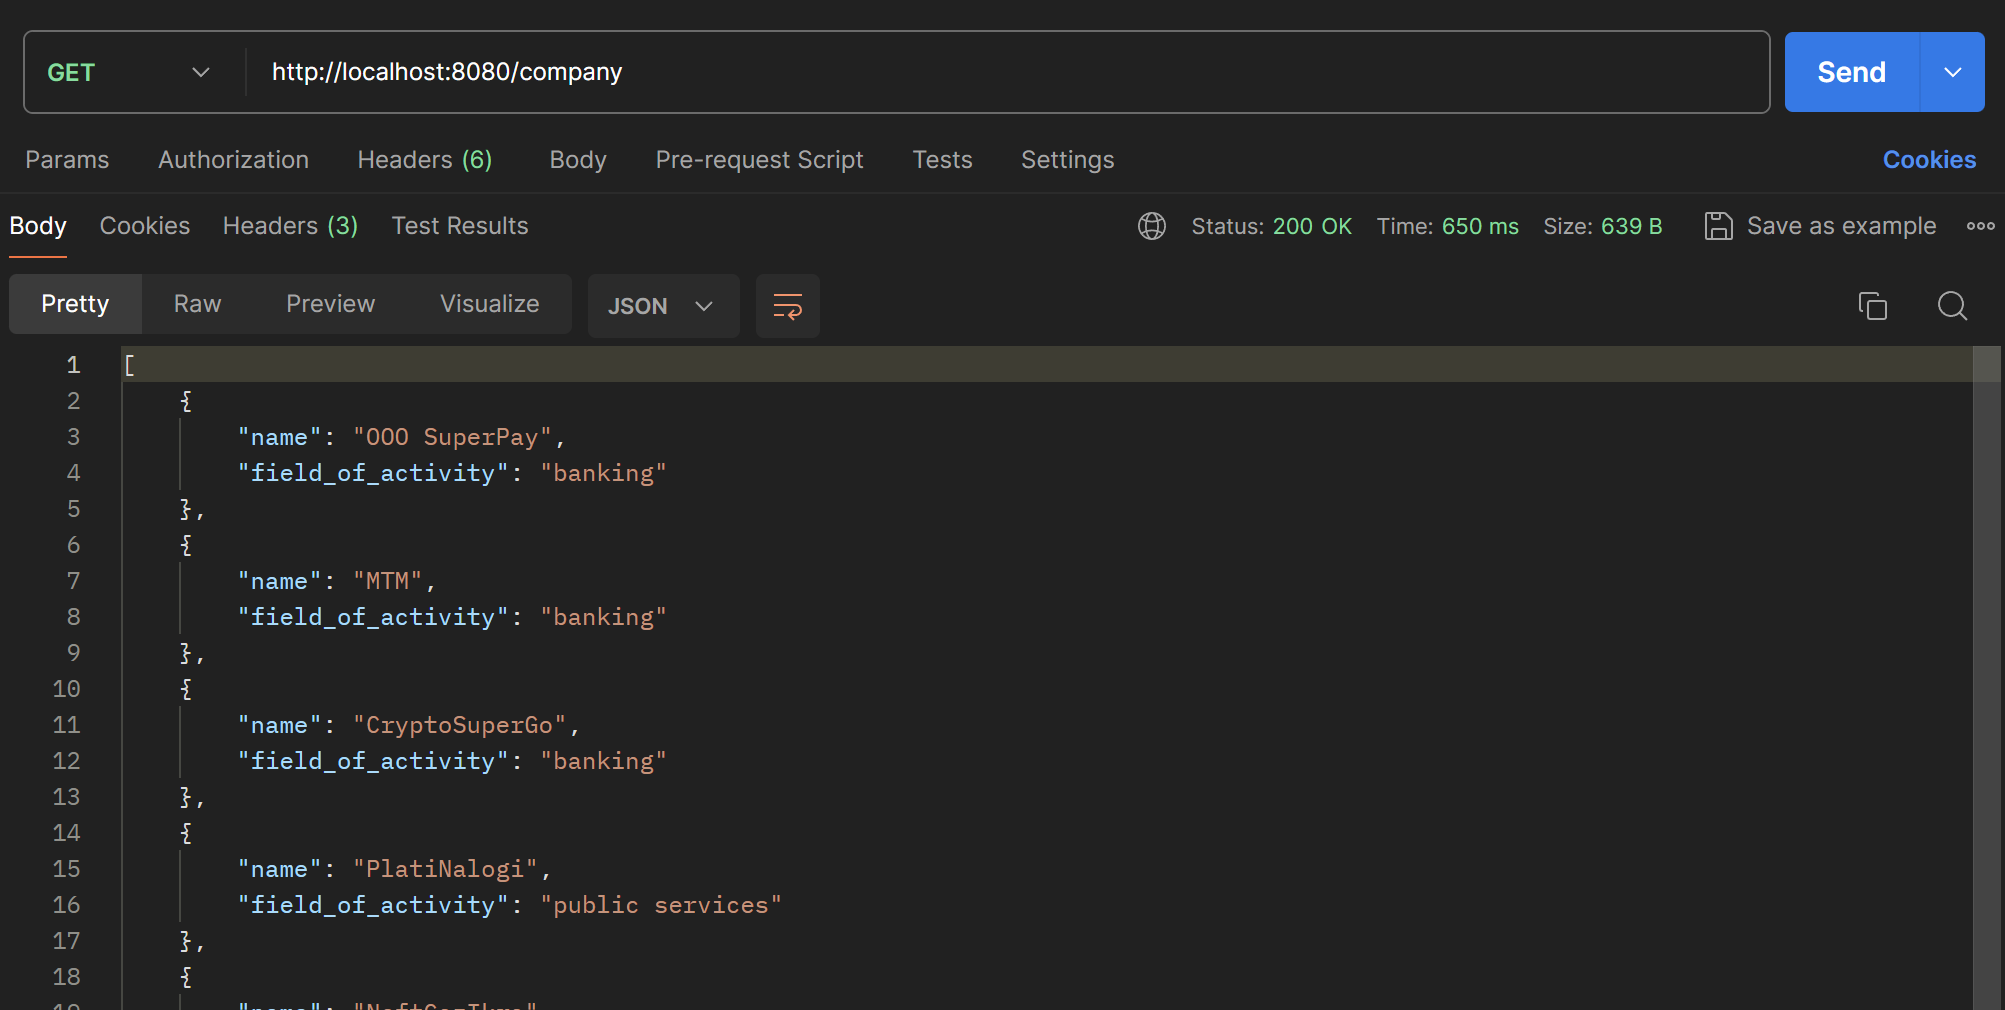 GET http://localhost:8080/company Send
Params Authorization Headers (6) Body Pre-request Script Tests Settings Cookies
Body Cookies Headers (3) Test Results Status: 200 OK Time: 650 ms Size: 639 B Save as example
Pretty Raw Preview Visualize JSON
1 [
2 {
3 "name": "OOO SuperPay",
4 "field_of_activity": "banking"
5 },
6 {
7 "name": "MTM",
8 "field_of_activity": "banking"
9 },
10 {
11 "name": "CryptoSuperGo",
12 "field_of_activity": "banking"
13 },
14 {
15 "name": "PlatiNalogi",
16 "field_of_activity": "public services"
17 },
18 {
19 "name":